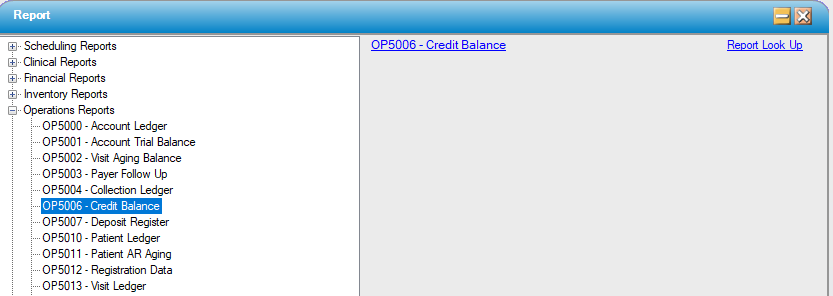 Report
Scheduling Reports
Clinical Reports
Financial Reports
Inventory Reports
Operations Reports
OP5000 - Account Ledger
OP5001 - Account Trial Balance
OP5002 - Visit Aging Balance
OP5003 - Payer Follow Up
OP5004 - Collection Ledger
OP5006 - Credit Balance
OP5007 - Deposit Register
OP5010 - Patient Ledger
OP5011 - Patient AR Aging
OP5012 - Registration Data
OP5013 - Visit Ledger
OP5006 - Credit Balance
Report Look Up